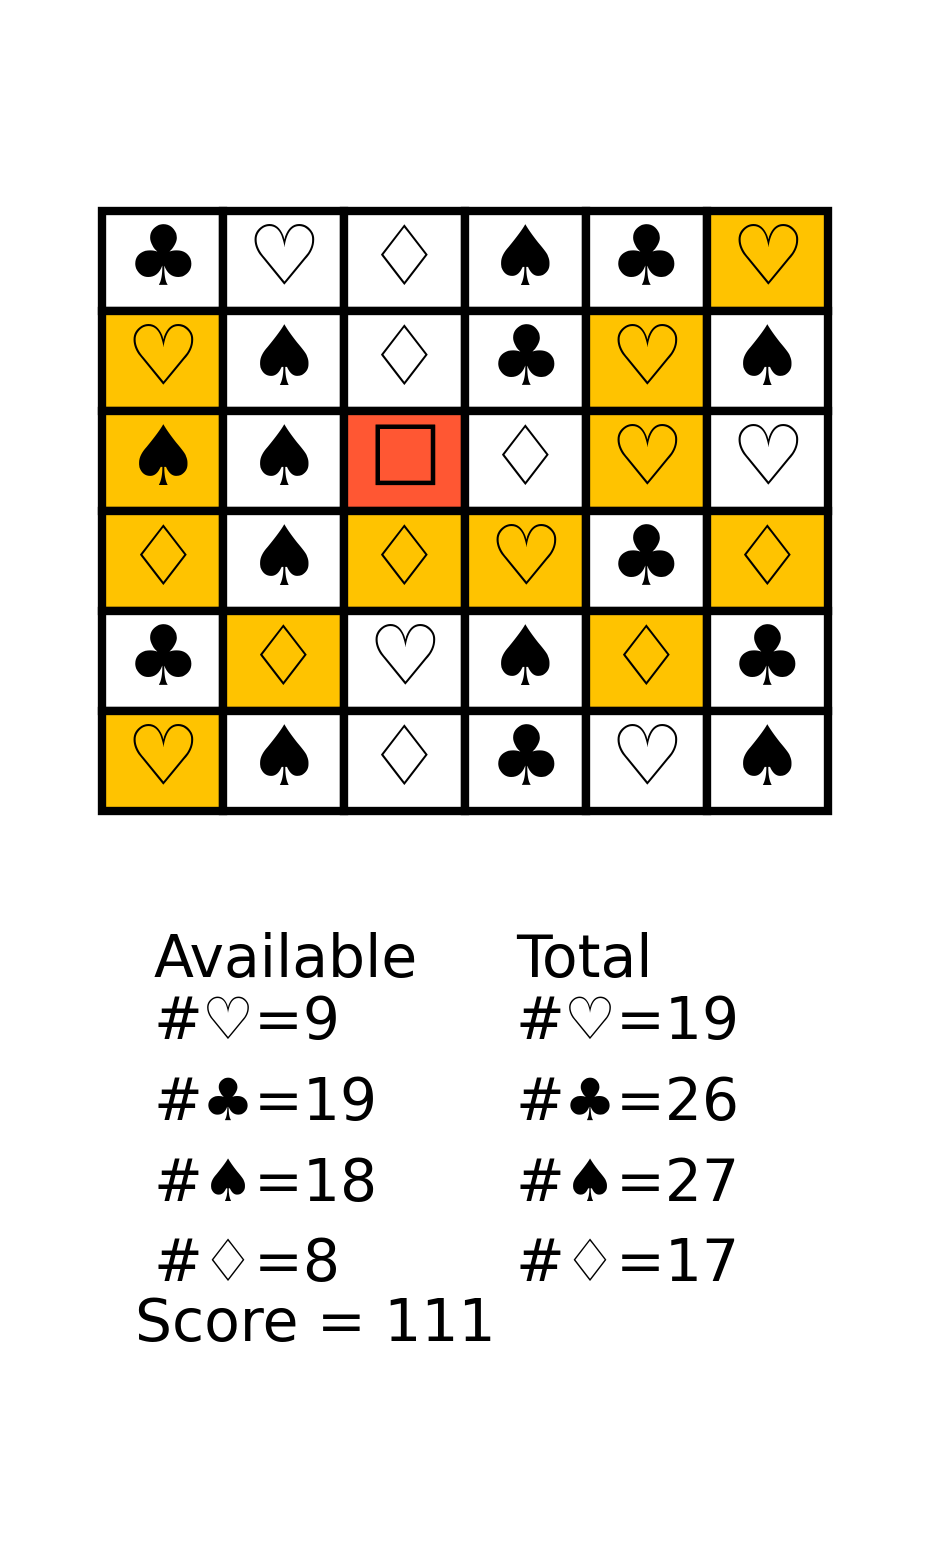 ♣ ♡ ♢ ♠ ♣ ♡
♡ ♠ ♢ ♣ ♡ ♠
♠ ♠ □ ♢ ♡ ♡
♢ ♠ ♢ ♡ ♣ ♢
♣ ♢ ♡ ♠ ♢ ♣
♡ ♠ ♢ ♣ ♡ ♠
Available Total
#♡=9 #♡=19
#♣=19 #♣=26
#♠=18 #♠=27
#♢=8 #♢=17
Score = 111